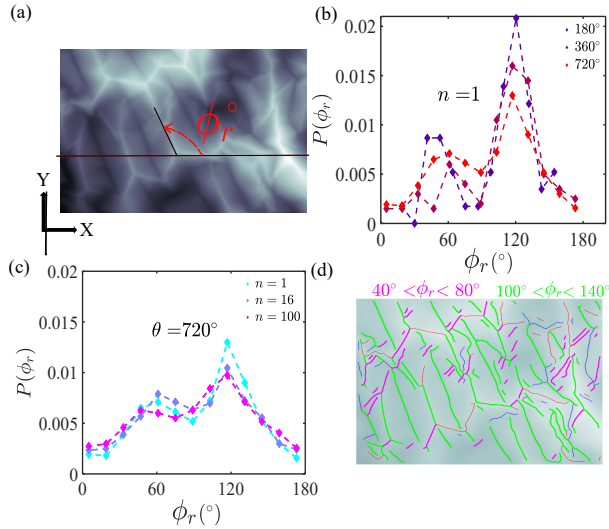 (a)
ϕr°
Y
X
(b)
180°
360°
720°
n = 1
P(ϕr)
0.02
0.015
0.01
0.005
0
0
60
120
180
ϕr(°)
(c)
n = 1
n = 16
n = 100
θ = 720°
P(ϕr)
0.02
0.015
0.01
0.005
0
0
60
120
180
ϕr(°)
(d)
40° <ϕr< 80°
100° <ϕr< 140°